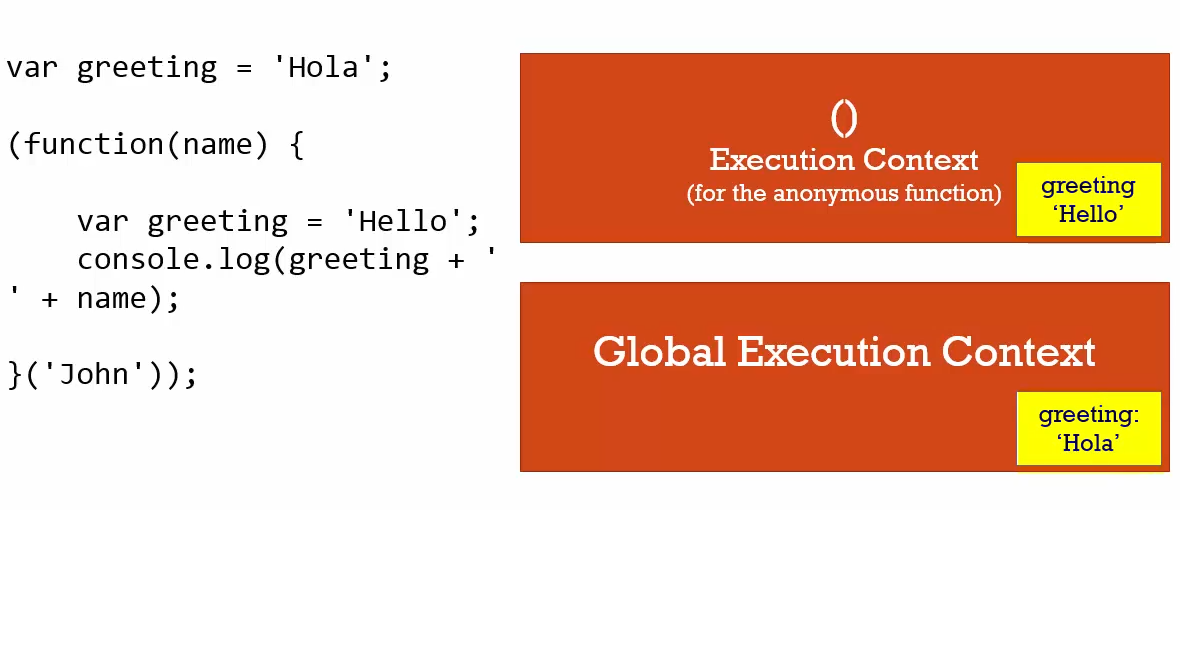 var greeting = 'Hola';
(function(name) {
var greeting = 'Hello';
console.log(greeting + '
' + name);
}('John'));
()
Execution Context
(for the anonymous function)
greeting
‘Hello’
Global Execution Context
greeting:
‘Hola’